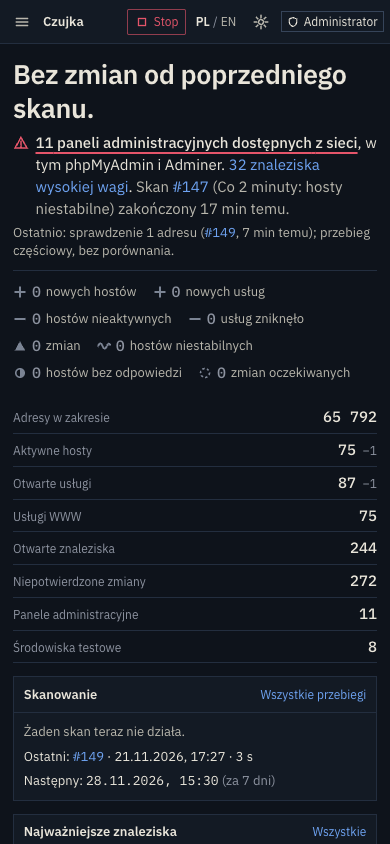 Czujka
Stop
PL / EN
Administrator
Bez zmian od poprzedniego
skanu.
11 paneli administracyjnych dostępnych z sieci, w
tym phpMyAdmin i Adminer. 32 znaleziska
wysokiej wagi. Skan #147 (Co 2 minuty: hosty
niestabilne) zakończony 17 min temu.
Ostatnio: sprawdzenie 1 adresu (#149, 7 min temu); przebieg
częściowy, bez porównania.
0 nowych hostów 0 nowych usług
0 hostów nieaktywnych 0 usług zniknęło
0 zmian 0 hostów niestabilnych
0 hostów bez odpowiedzi 0 zmian oczekiwanych
Adresy w zakresie 65 792
Aktywne hosty 75 −1
Otwarte usługi 87 −1
Usługi WWW 75
Otwarte znaleziska 244
Niepotwierdzone zmiany 272
Panele administracyjne 11
Środowiska testowe 8
Skanowanie Wszystkie przebiegi
Żaden skan teraz nie działa.
Ostatni: #149 · 21.11.2026, 17:27 · 3 s
Następny: 28.11.2026, 15:30 (za 7 dni)
Najważniejsze znaleziska Wszystkie